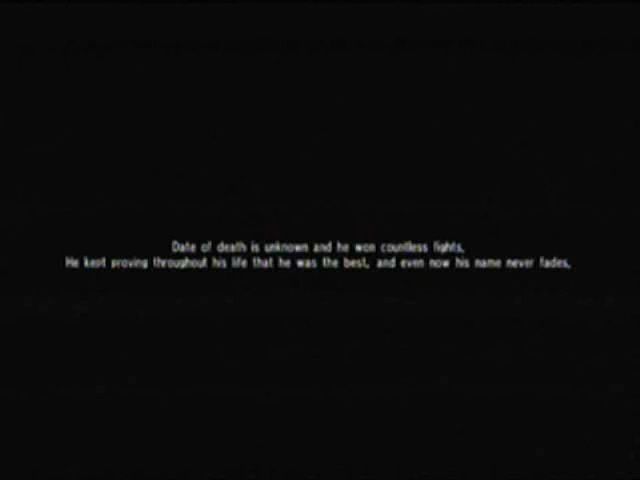 Date of death is unknown and he won countless fights.
He kept proving throughout his life that he was the best, and even now his name never fades.